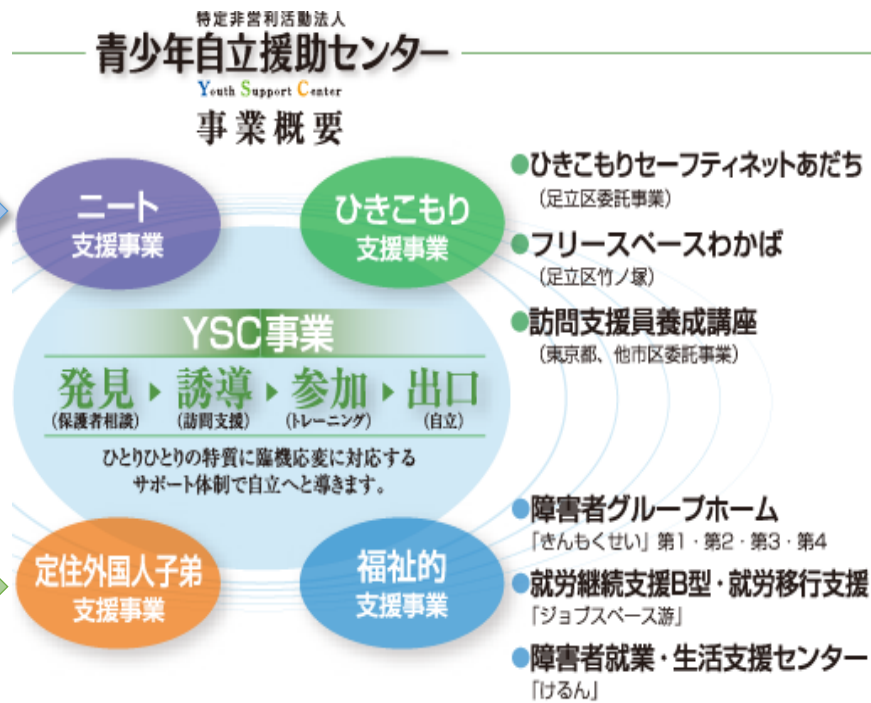 特定非営利活動法人
青少年自立援助センター
Youth Support Center
事業概要
ニート
支援事業
ひきこもり
支援事業
●ひきこもりセーフティネットあだち
(足立区委託事業)
●フリースペースわかば
(足立区竹ノ塚)
●訪問支援員養成講座
(東京都、他市区委託事業)
YSC事業
発見▶誘導▶参加▶出口
(保護者相談) (訪問支援) (トレーニング) (自立)
ひとりひとりの特質に臨機応変に対応する
サポート体制で自立へと導きます。
定住外国人子弟
支援事業
福祉的
支援事業
●障害者グループホーム
「きんもくせい」第1・第2・第3・第4
●就労継続支援B型・就労移行支援
「ジョブスペース游」
●障害者就業・生活支援センター
「けるん」